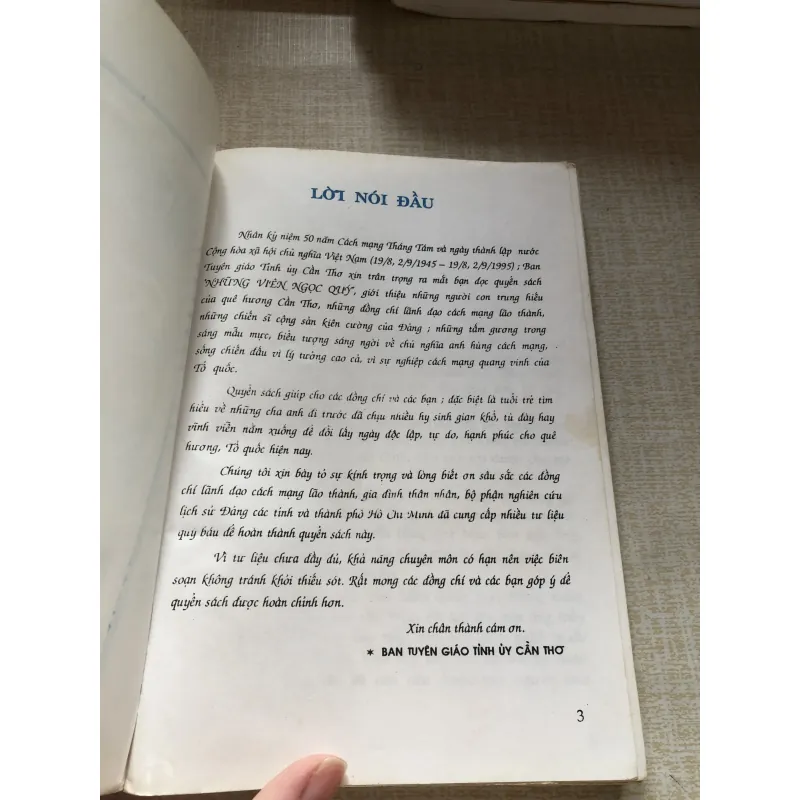 LỜI NÓI ĐẦU
Nhân kỷ niệm 50 năm Cách mạng Tháng Tám và ngày thành lập nước
Cộng hòa xã hội chủ nghĩa Việt Nam (19/8, 2/9/1945 – 19/8, 2/9/1995) ; Ban
Tuyên giáo Tỉnh ủy Cần Thơ xin trân trọng ra mắt bạn đọc quyển sách
"NHỮNG VIÊN NGỌC QUÝ", giới thiệu những người con trung hiếu
của quê hương Cần Thơ, những đồng chí lãnh đạo cách mạng lão thành,
những chiến sĩ cộng sản kiên cường của Đảng ; những tấm gương trong
sáng mẫu mực, biểu tượng sáng ngời về chủ nghĩa anh hùng cách mạng,
sống chiến đấu vì lý tưởng cao cả, vì sự nghiệp cách mạng quang vinh của
Tổ quốc.
Quyển sách giúp cho các đồng chí và các bạn ; đặc biệt là tuổi trẻ tìm
hiểu về những cha anh đi trước đã chịu nhiều hy sinh gian khổ, tù đày hay
vĩnh viễn nằm xuống để đổi lấy ngày độc lập, tự do, hạnh phúc cho quê
hương, Tổ quốc hiện nay.
Chúng tôi xin bày tỏ sự kính trọng và lòng biết ơn sâu sắc các đồng
chí lãnh đạo cách mạng lão thành, gia đình thân nhân, bộ phận nghiên cứu
lịch sử Đảng các tỉnh và thành phố Hồ Chí Minh đã cung cấp nhiều tư liệu
quý báu để hoàn thành quyển sách này.
Vì tư liệu chưa đầy đủ, khả năng chuyên môn có hạn nên việc biên
soạn không tránh khỏi thiếu sót. Rất mong các đồng chí và các bạn góp ý để
quyển sách được hoàn chỉnh hơn.
Xin chân thành cám ơn.
* BAN TUYÊN GIÁO TỈNH ỦY CẦN THƠ
3